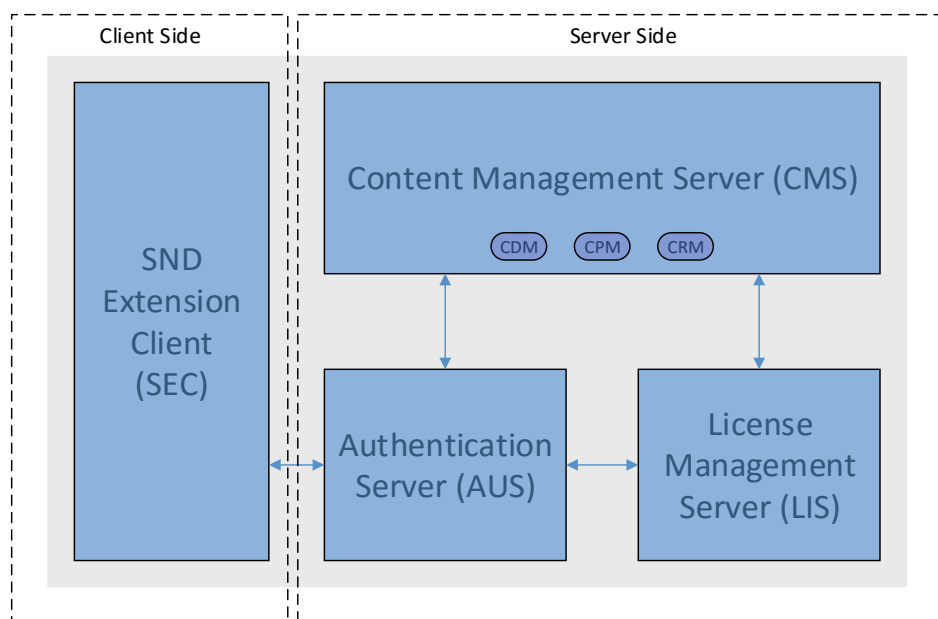 Client Side
Server Side
SND
Extension
Client
(SEC)
Content Management Server (CMS)
CDM
CPM
CRM
Authentication
Server (AUS)
License
Management
Server (LIS)